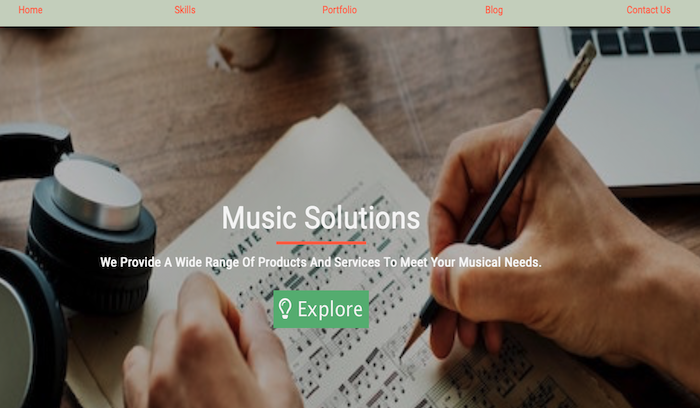 Home
Skills
Portfolio
Blog
Contact Us
SONATE
Music Solutions
We Provide A Wide Range Of Products And Services To Meet Your Musical Needs.
Explore